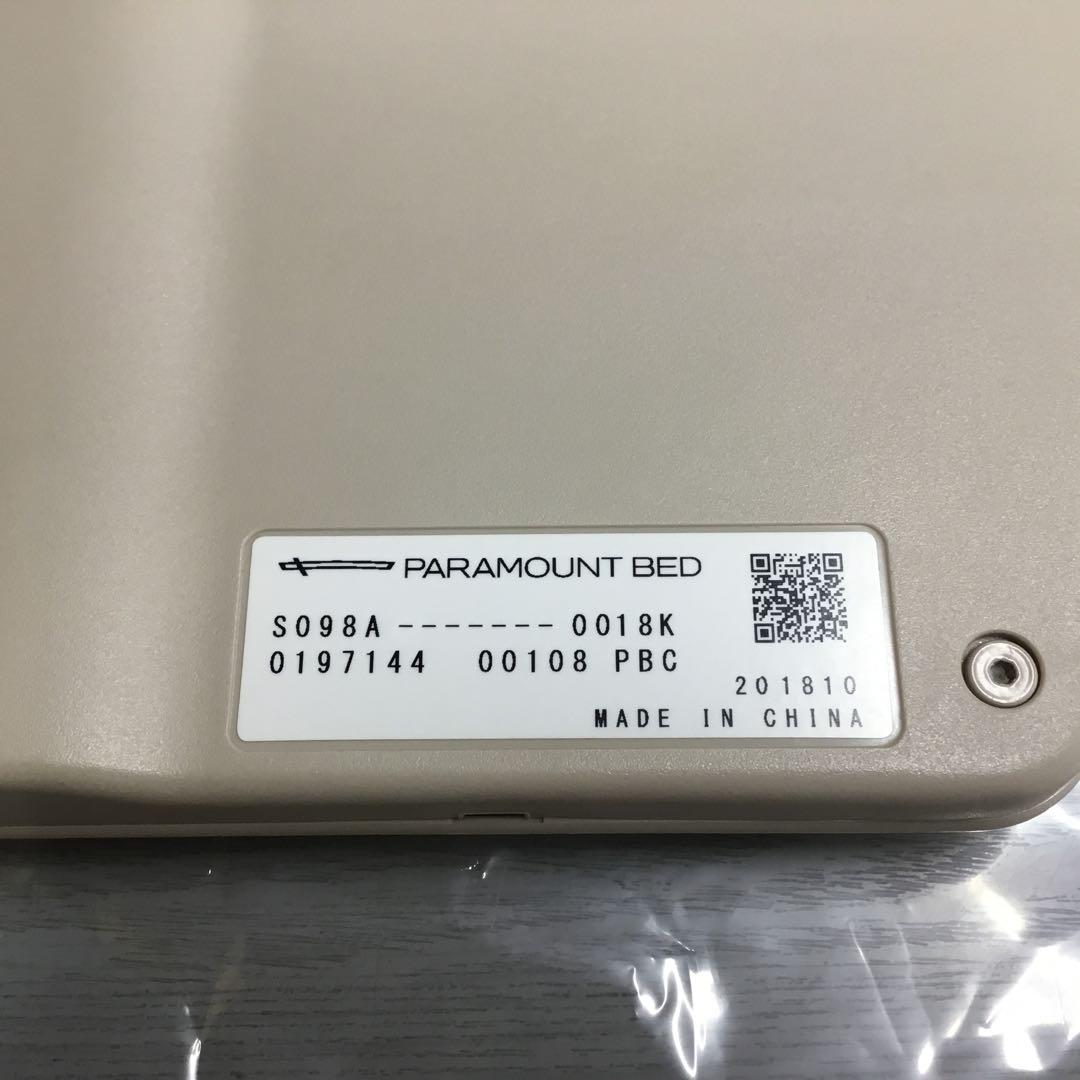 PARAMOUNT BED
S098A-------0018K
0197144 00108 PBC
201810
MADE IN CHINA